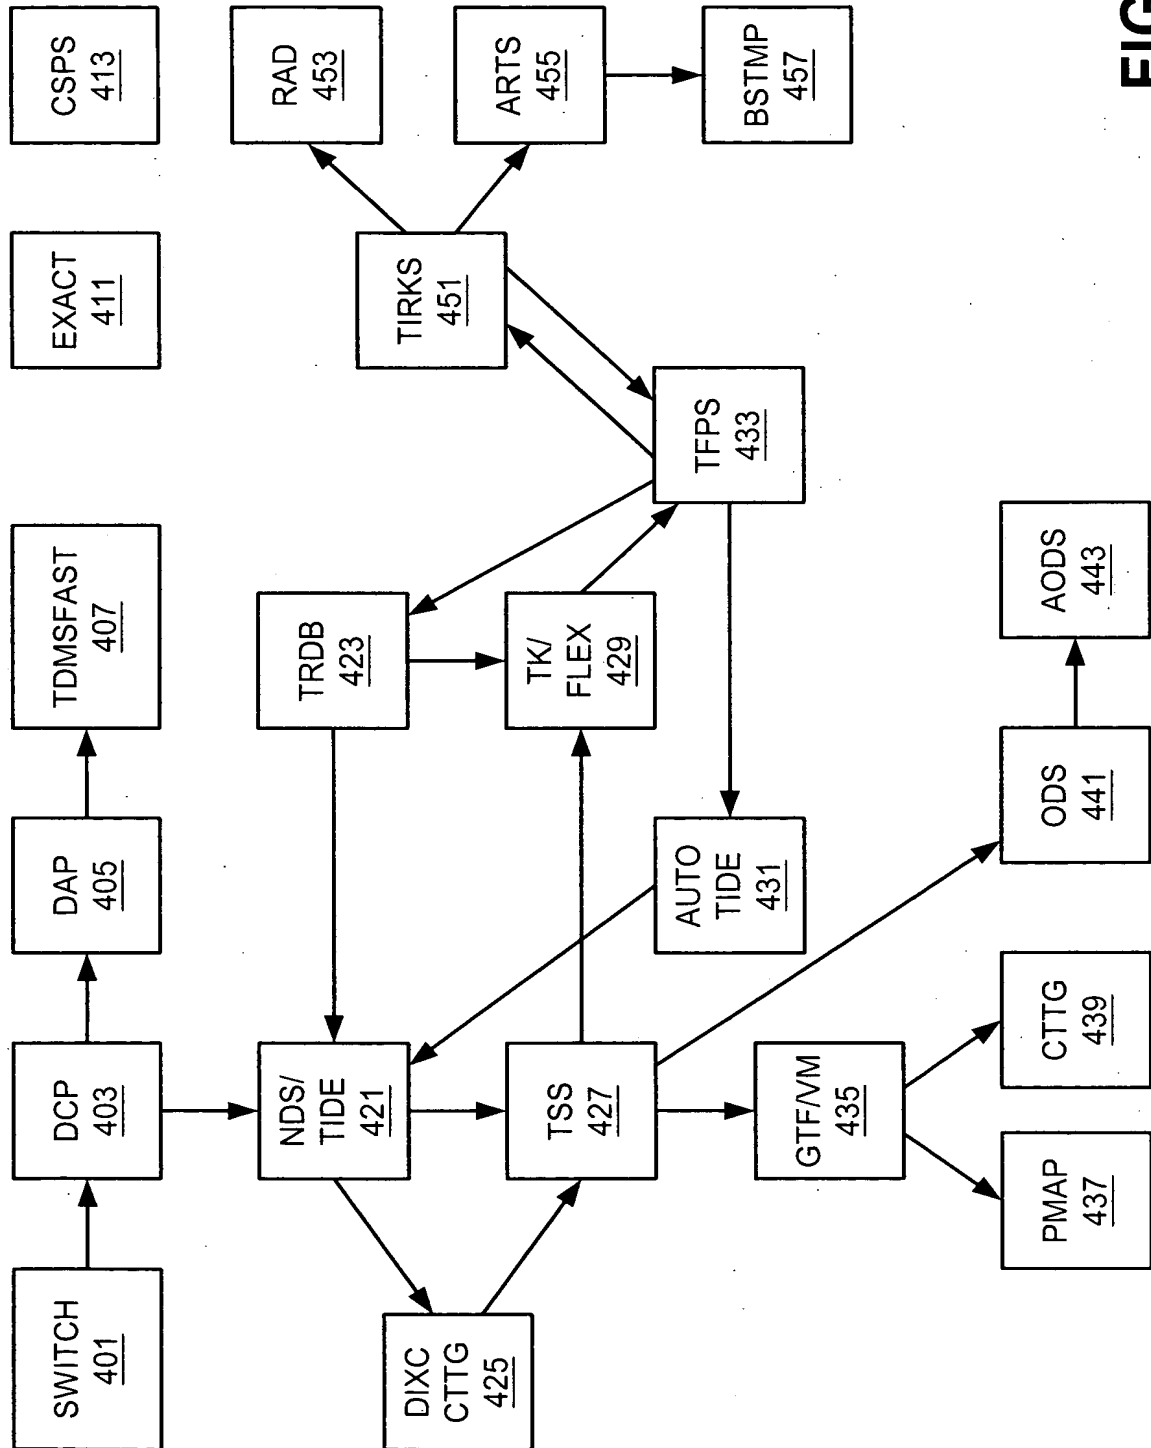 SWITCH
401
DCP
403
DAP
405
TDMSFAST
407
EXACT
411
CSPS
413
NDS/
TIDE
421
TRDB
423
RAD
453
TIRKS
451
DIXC
CTTG
425
TSS
427
TK/
FLEX
429
ARTS
455
AUTO
TIDE
431
TFPS
433
BSTMP
457
GTF/VM
435
PMAP
437
CTTG
439
ODS
441
AODS
443
FIG